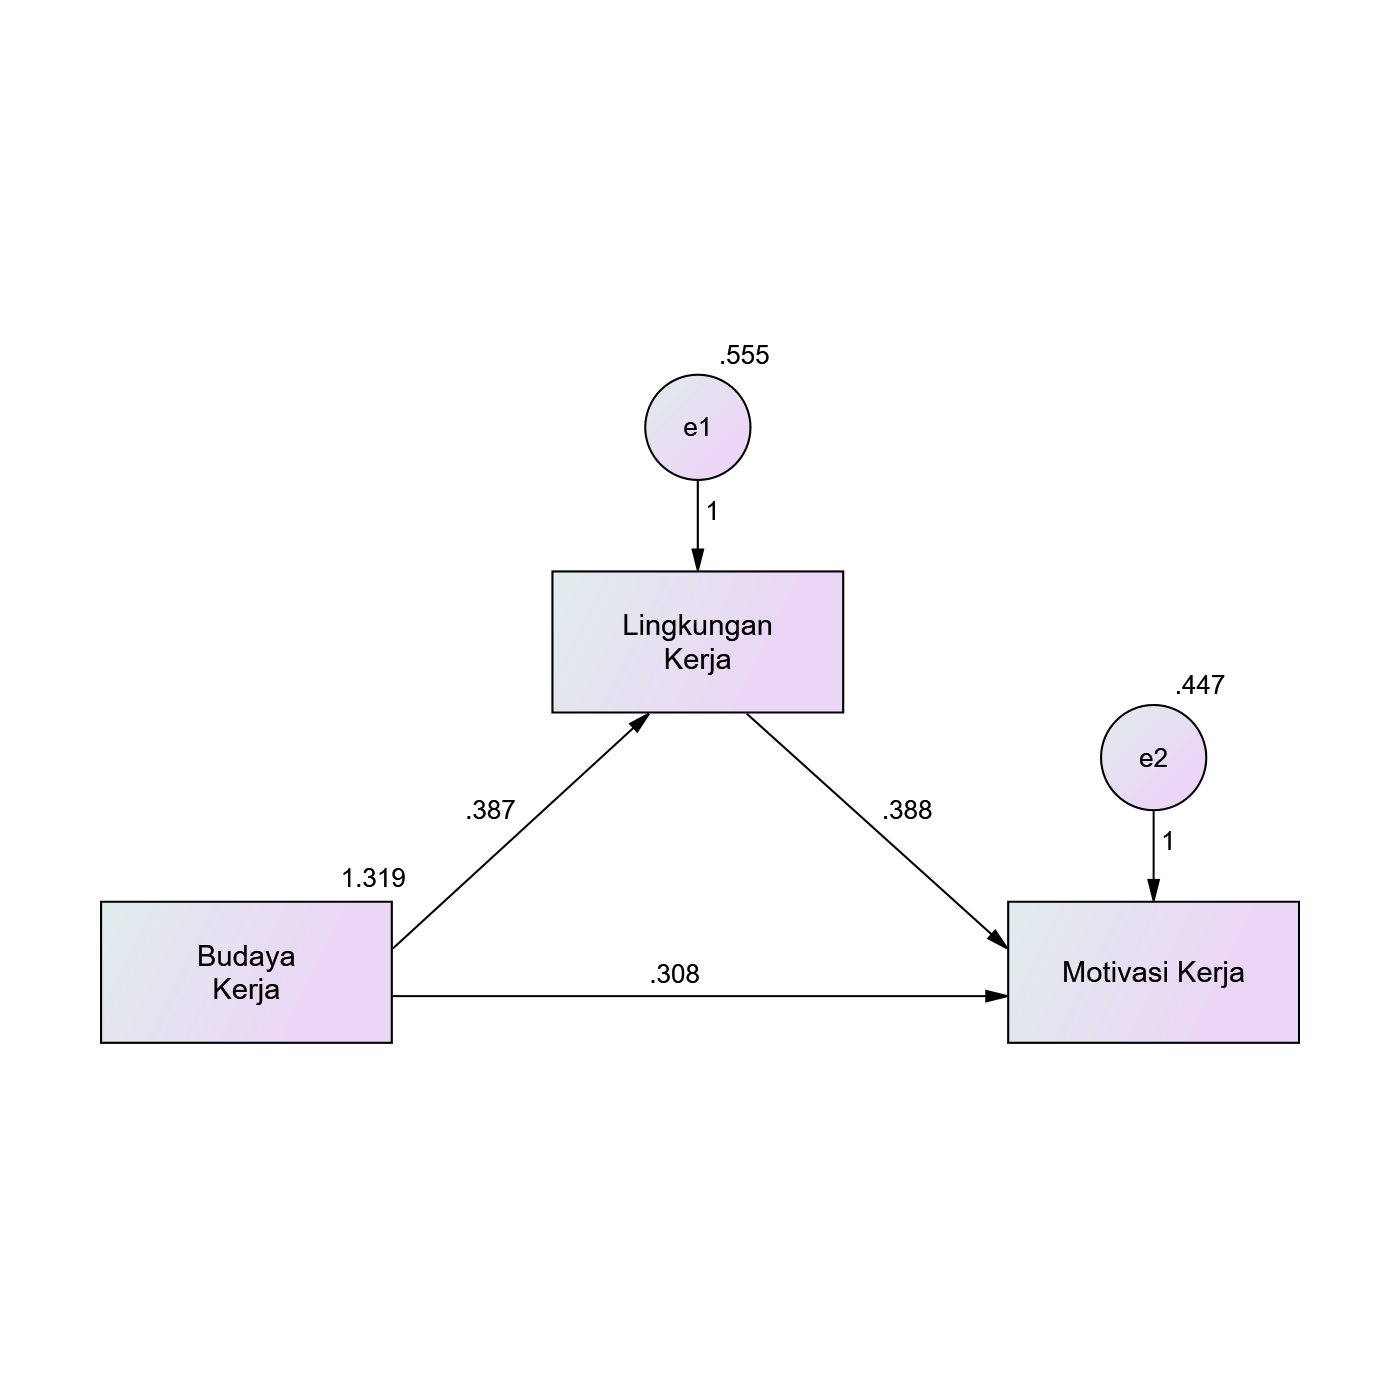 .555
e1
1
Lingkungan
Kerja
.447
e2
.387
.388
1
1.319
Budaya
Kerja
.308
Motivasi Kerja